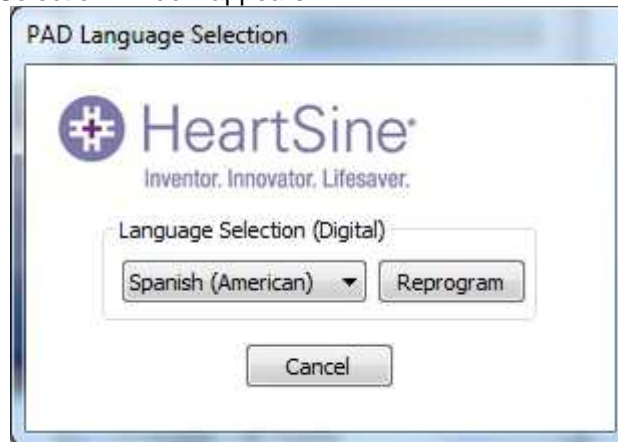 PAD Language Selection
HeartSine®
Inventor. Innovator. Lifesaver.
Language Selection (Digital)
Spanish (American)
Reprogram
Cancel